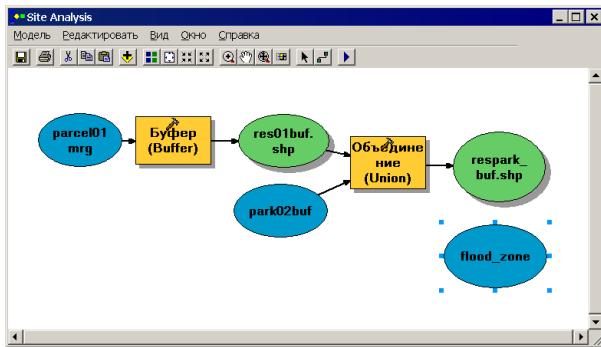 Site Analysis
Модель Редактировать Вид Окно Справка
parcel01
mrg
Буфер
(Buffer)
res01buf.
shp
park02buf
Объедине
ние
(Union)
respark_
buf.shp
flood_zone